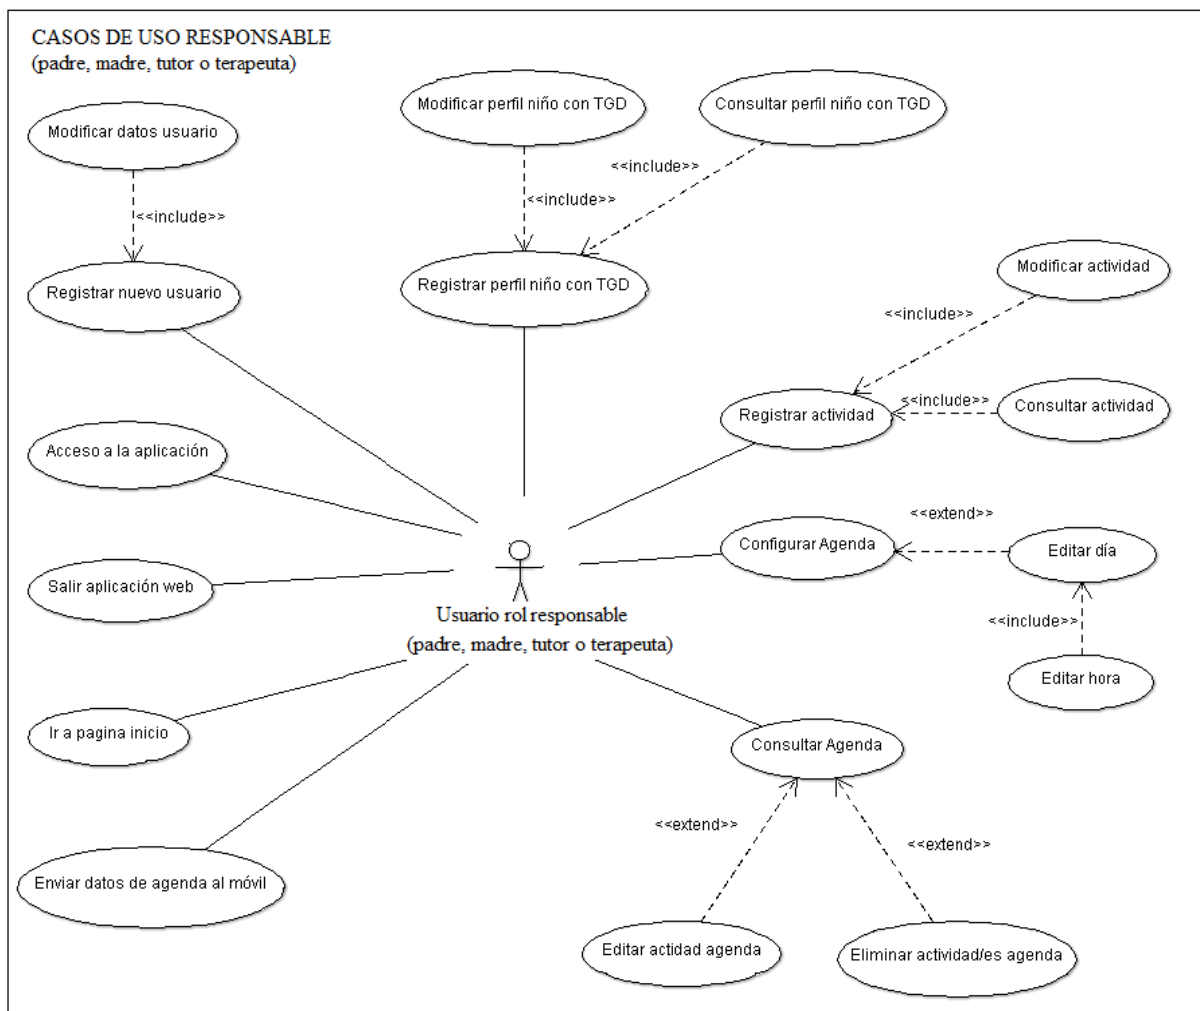 CASOS DE USO RESPONSABLE
(padre, madre, tutor o terapeuta)
Modificar perfil niño con TGD
Consultar perfil niño con TGD
Modificar datos usuario
<<include>>
<<include>>
<<include>>
<<include>>
Modificar actividad
Registrar perfil niño con TGD
Registrar nuevo usuario
<<include>>
<<include>>
Consultar actividad
Registrar actividad
Acceso a la aplicación
<<extend>>
Configurar Agenda
Editar día
Salir aplicación web
Usuario rol responsable
(padre, madre, tutor o terapeuta)
<<include>>
Editar hora
Ir a pagina inicio
Consultar Agenda
<<extend>>
<<extend>>
Enviar datos de agenda al móvil
Editar actidad agenda
Eliminar actividad/es agenda